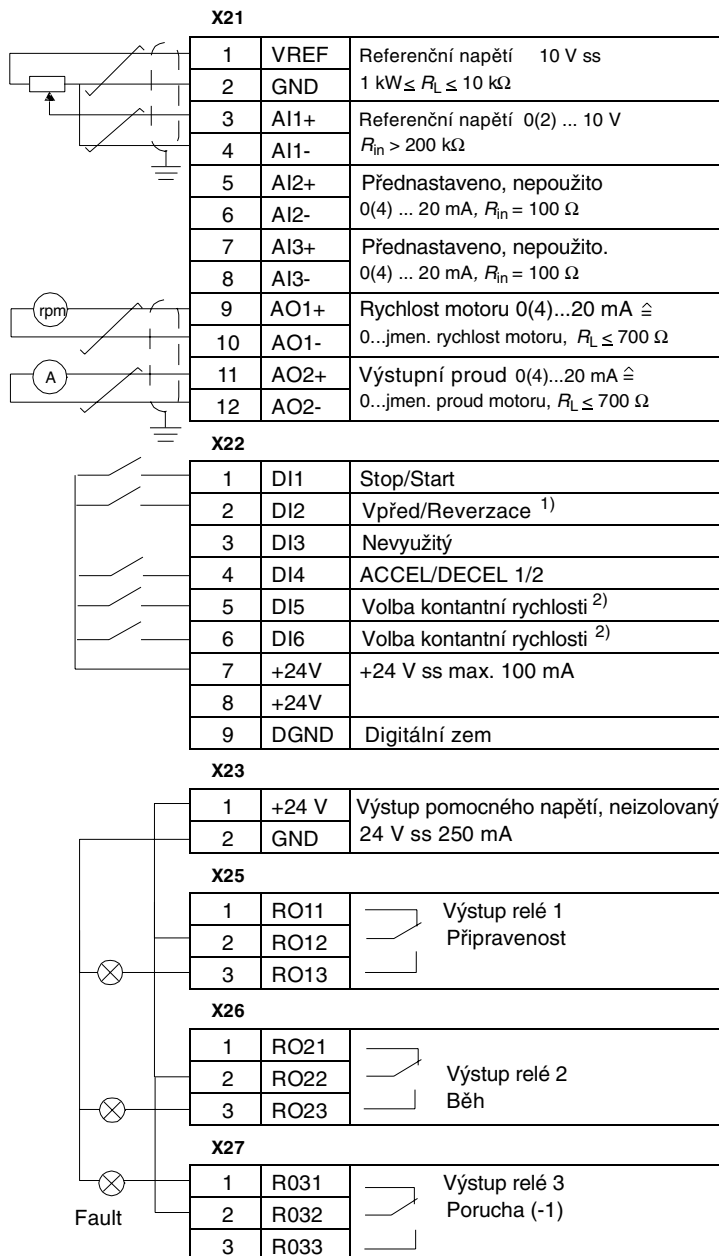 X21
1 VREF Referenční napětí 10 V ss
2 GND 1 kW ≤ RL ≤ 10 kΩ
3 AI1+ Referenční napětí 0(2) ... 10 V
4 AI1- Rin > 200 kΩ
5 AI2+ Přednastaveno, nepoužito
6 AI2- 0(4) ... 20 mA, Rin = 100 Ω
7 AI3+ Přednastaveno, nepoužito.
8 AI3- 0(4) ... 20 mA, Rin = 100 Ω
rpm 9 AO1+ Rychlost motoru 0(4)...20 mA ≙
10 AO1- 0...jmen. rychlost motoru, RL ≤ 700 Ω
A 11 AO2+ Výstupní proud 0(4)...20 mA ≙
12 AO2- 0...jmen. proud motoru, RL ≤ 700 Ω
X22
1 DI1 Stop/Start
2 DI2 Vpřed/Reverzace 1)
3 DI3 Nevyužitý
4 DI4 ACCEL/DECEL 1/2
5 DI5 Volba kontantní rychlosti 2)
6 DI6 Volba kontantní rychlosti 2)
7 +24V +24 V ss max. 100 mA
8 +24V
9 DGND Digitální zem
X23
1 +24 V Výstup pomocného napětí, neizolovaný
2 GND 24 V ss 250 mA
X25
1 RO11 Výstup relé 1
2 RO12 Připravenost
3 RO13
X26
1 RO21
2 RO22 Výstup relé 2
3 RO23 Běh
X27
1 R031 Výstup relé 3
Fault 2 R032 Porucha (-1)
3 R033